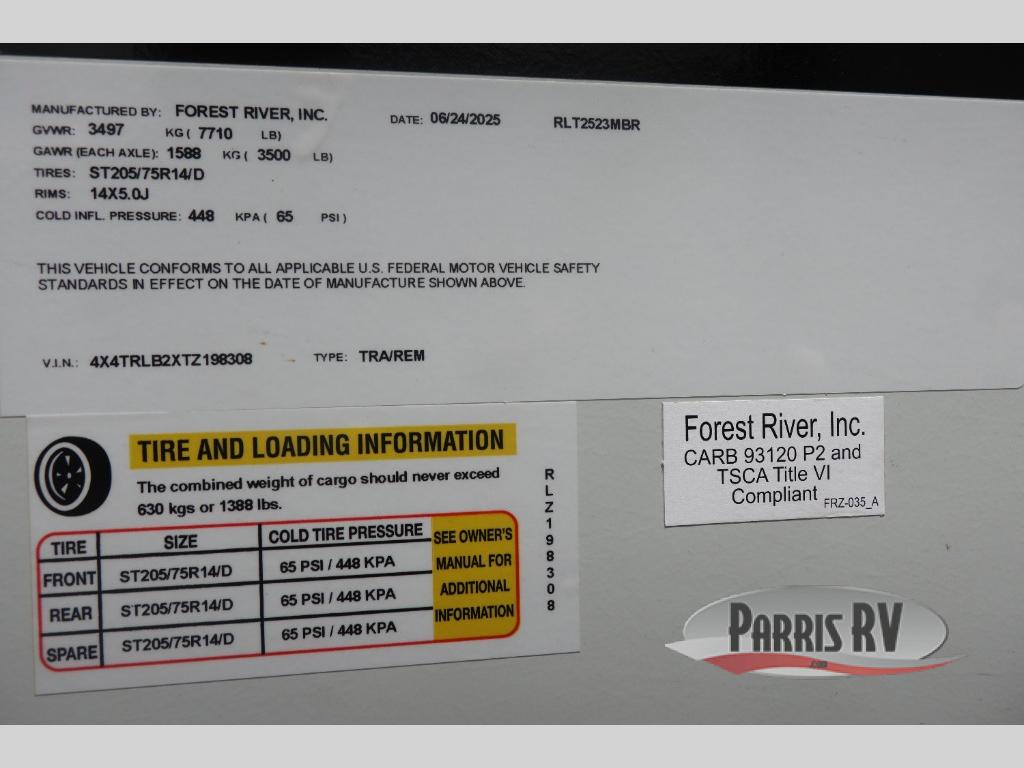 MANUFACTURED BY: FOREST RIVER, INC. DATE: 06/24/2025 RLT2523MBR
GVWR: 3497 KG ( 7710 LB)
GAWR (EACH AXLE): 1588 KG ( 3500 LB)
TIRES: ST205/75R14/D
RIMS: 14X5.0J
COLD INFL. PRESSURE: 448 KPA ( 65 PSI )
THIS VEHICLE CONFORMS TO ALL APPLICABLE U.S. FEDERAL MOTOR VEHICLE SAFETY
STANDARDS IN EFFECT ON THE DATE OF MANUFACTURE SHOWN ABOVE.
V.I.N.: 4X4TRLB2XTZ198308 TYPE: TRA/REM
TIRE AND LOADING INFORMATION
The combined weight of cargo should never exceed
630 kgs or 1388 lbs.
TIRE SIZE COLD TIRE PRESSURE
FRONT ST205/75R14/D 65 PSI / 448 KPA
REAR ST205/75R14/D 65 PSI / 448 KPA
SPARE ST205/75R14/D 65 PSI / 448 KPA
SEE OWNER'S
MANUAL FOR
ADDITIONAL
INFORMATION
RLZ198308
Forest River, Inc.
CARB 93120 P2 and
TSCA Title VI
Compliant FRZ-035_A
PARRIS RV
.com